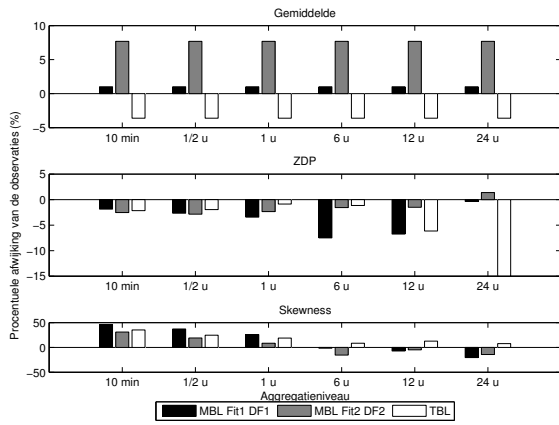 Gemiddelde
10
5
0
−5
10 min 1/2 u 1 u 6 u 12 u 24 u
Procentuele afwijking van de observaties (%)
ZDP
5
0
−5
−10
−15
10 min 1/2 u 1 u 6 u 12 u 24 u
Skewness
50
0
−50
10 min 1/2 u 1 u 6 u 12 u 24 u
Aggregatieniveau
MBL Fit1 DF1 MBL Fit2 DF2 TBL